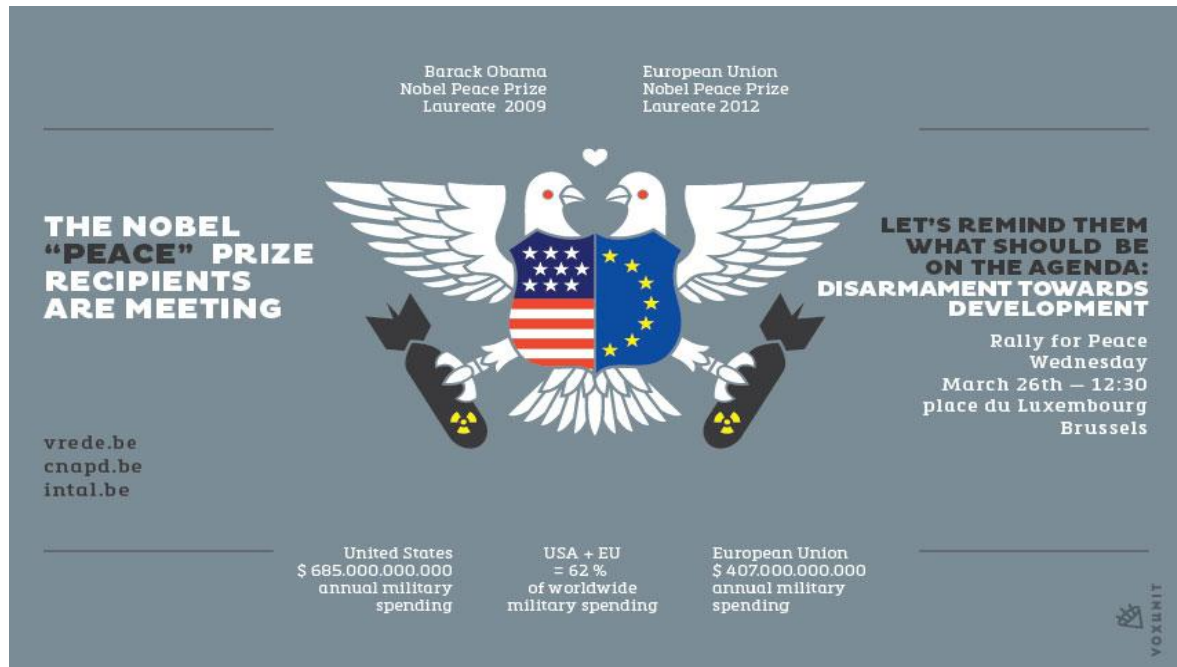 Barack Obama
Nobel Peace Prize
Laureate 2009
European Union
Nobel Peace Prize
Laureate 2012
THE NOBEL
“PEACE” PRIZE
RECIPIENTS
ARE MEETING
LET'S REMIND THEM
WHAT SHOULD BE
ON THE AGENDA:
DISARMAMENT TOWARDS
DEVELOPMENT
Rally for Peace
Wednesday
March 26th — 12:30
place du Luxembourg
Brussels
vrede.be
cnapd.be
intal.be
United States
$ 685.000.000.000
annual military
spending
USA + EU
= 62 %
of worldwide
military spending
European Union
$ 407.000.000.000
annual military
spending
VOXUNIT